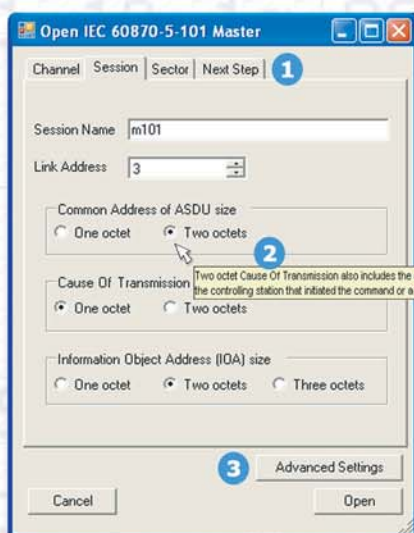 Open IEC 60870-5-101 Master
Channel Session Sector Next Step 1
Session Name m101
Link Address 3
Common Address of ASDU size
One octet Two octets
2
Two octet Cause Of Transmission also includes the
Cause Of Transmission the controlling station that initiated the command or a
One octet Two octets
Information Object Address (IOA) size
One octet Two octets Three octets
3 Advanced Settings
Cancel Open